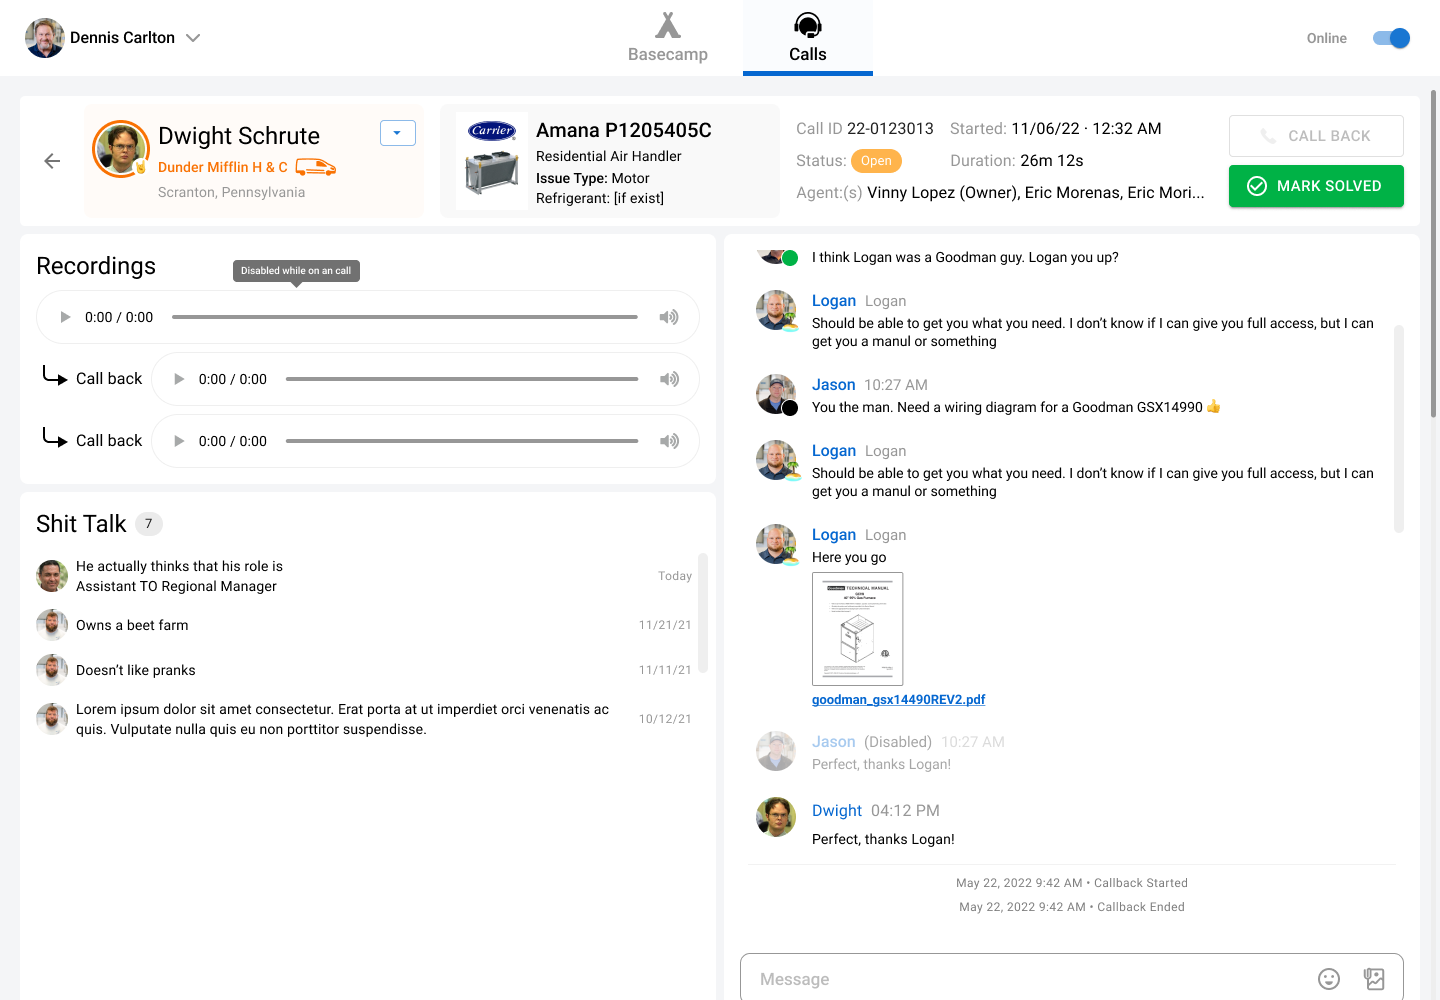 Dennis Carlton
Basecamp
Calls
Online
Dwight Schrute
Dunder Mifflin H & C
Scranton, Pennsylvania
Carrier
Amana P1205405C
Residential Air Handler
Issue Type: Motor
Refrigerant: [if exist]
Call ID 22-0123013
Started: 11/06/22 · 12:32 AM
Status: Open
Duration: 26m 12s
Agent:(s) Vinny Lopez (Owner), Eric Morenas, Eric Mori...
CALL BACK
MARK SOLVED
Recordings
Disabled while on an call
0:00 / 0:00
Call back
0:00 / 0:00
Call back
0:00 / 0:00
Shit Talk 7
He actually thinks that his role is
Assistant TO Regional Manager
Today
Owns a beet farm
11/21/21
Doesn’t like pranks
11/11/21
Lorem ipsum dolor sit amet consectetur. Erat porta at ut imperdiet orci venenatis ac
quis. Vulputate nulla quis eu non porttitor suspendisse.
10/12/21
I think Logan was a Goodman guy. Logan you up?
Logan Logan
Should be able to get you what you need. I don’t know if I can give you full access, but I can
get you a manul or something
Jason 10:27 AM
You the man. Need a wiring diagram for a Goodman GSX14990 👍
Logan Logan
Should be able to get you what you need. I don’t know if I can give you full access, but I can
get you a manul or something
Logan Logan
Here you go
TECHNICAL MANUAL
goodman_gsx14490REV2.pdf
Jason (Disabled) 10:27 AM
Perfect, thanks Logan!
Dwight 04:12 PM
Perfect, thanks Logan!
May 22, 2022 9:42 AM • Callback Started
May 22, 2022 9:42 AM • Callback Ended
Message